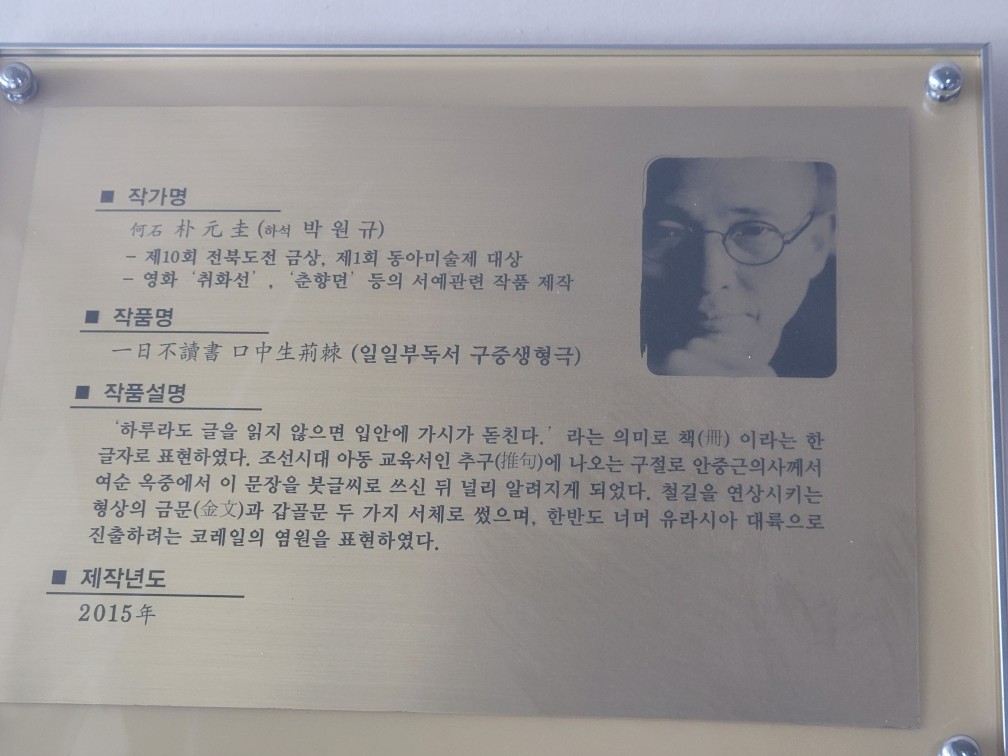 ■ 작가명
何石 朴元圭 (하석 박원규)
- 제10회 전북도전 금상, 제1회 동아미술제 대상
- 영화 '취화선', '춘향뎐' 등의 서예관련 작품 제작
■ 작품명
一日不讀書 口中生荊棘 (일일부독서 구중생형극)
■ 작품설명
'하루라도 글을 읽지 않으면 입안에 가시가 돋친다.' 라는 의미로 책(冊) 이라는 한
글자로 표현하였다. 조선시대 아동 교육서인 추구(推句)에 나오는 구절로 안중근의사께서
여순 옥중에서 이 문장을 붓글씨로 쓰신 뒤 널리 알려지게 되었다. 철길을 연상시키는
형상의 금문(金文)과 갑골문 두 가지 서체로 썼으며, 한반도 너머 유라시아 대륙으로
진출하려는 코레일의 염원을 표현하였다.
■ 제작년도
2015年